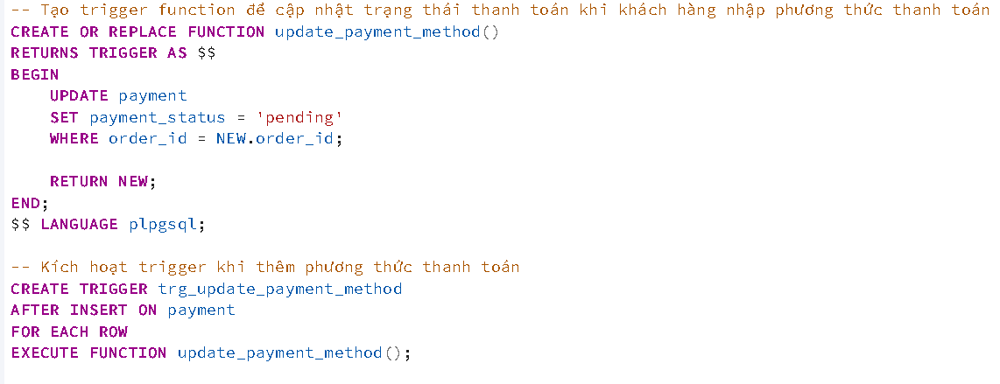 -- Tạo trigger function để cập nhật trạng thái thanh toán khi khách hàng nhập phương thức thanh toán
CREATE OR REPLACE FUNCTION update_payment_method()
RETURNS TRIGGER AS $$
BEGIN
    UPDATE payment
    SET payment_status = 'pending'
    WHERE order_id = NEW.order_id;

    RETURN NEW;
END;
$$ LANGUAGE plpgsql;

-- Kích hoạt trigger khi thêm phương thức thanh toán
CREATE TRIGGER trg_update_payment_method
AFTER INSERT ON payment
FOR EACH ROW
EXECUTE FUNCTION update_payment_method();